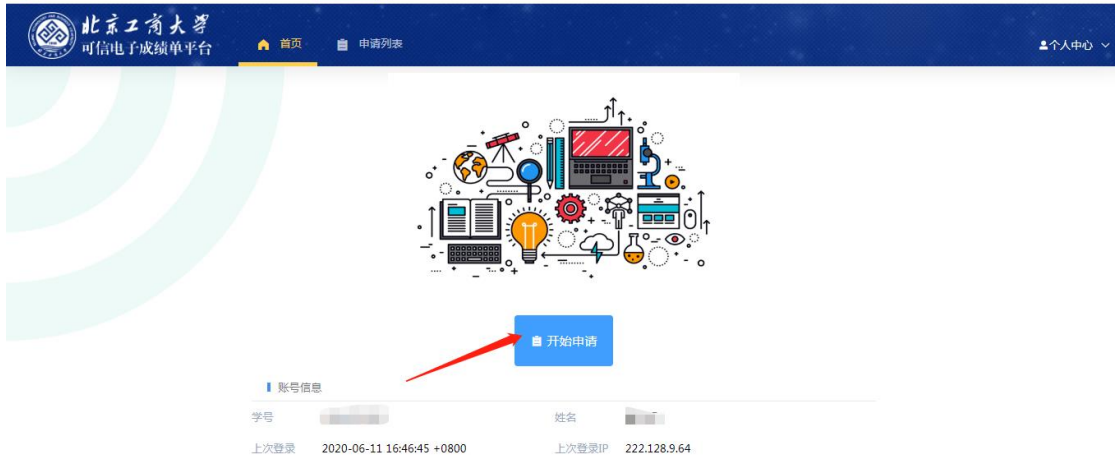 北京工商大学
可信电子成绩单平台
首页
申请列表
个人中心
开始申请
账号信息
学号
姓名
上次登录 2020-06-11 16:46:45 +0800
上次登录IP 222.128.9.64